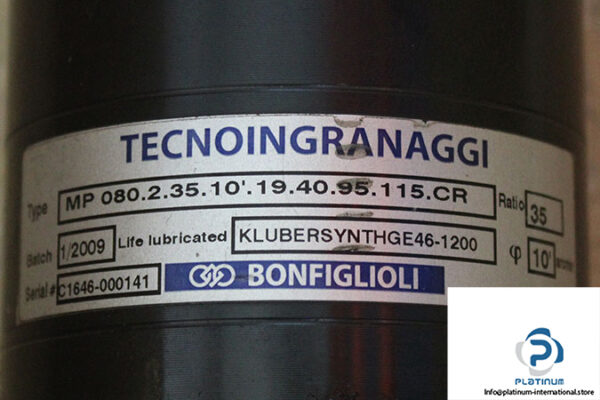 TECNOINGRANAGGI
Type MP 080.2.35.10'.19.40.95.115.CR Ratio 35
Batch 1/2009 Life lubricated KLUBERSYNTHGE46-1200 φ 10'
Serial # C1646-000141 BONFIGLIOLI
PLATINUM
Info@platinum-international.store